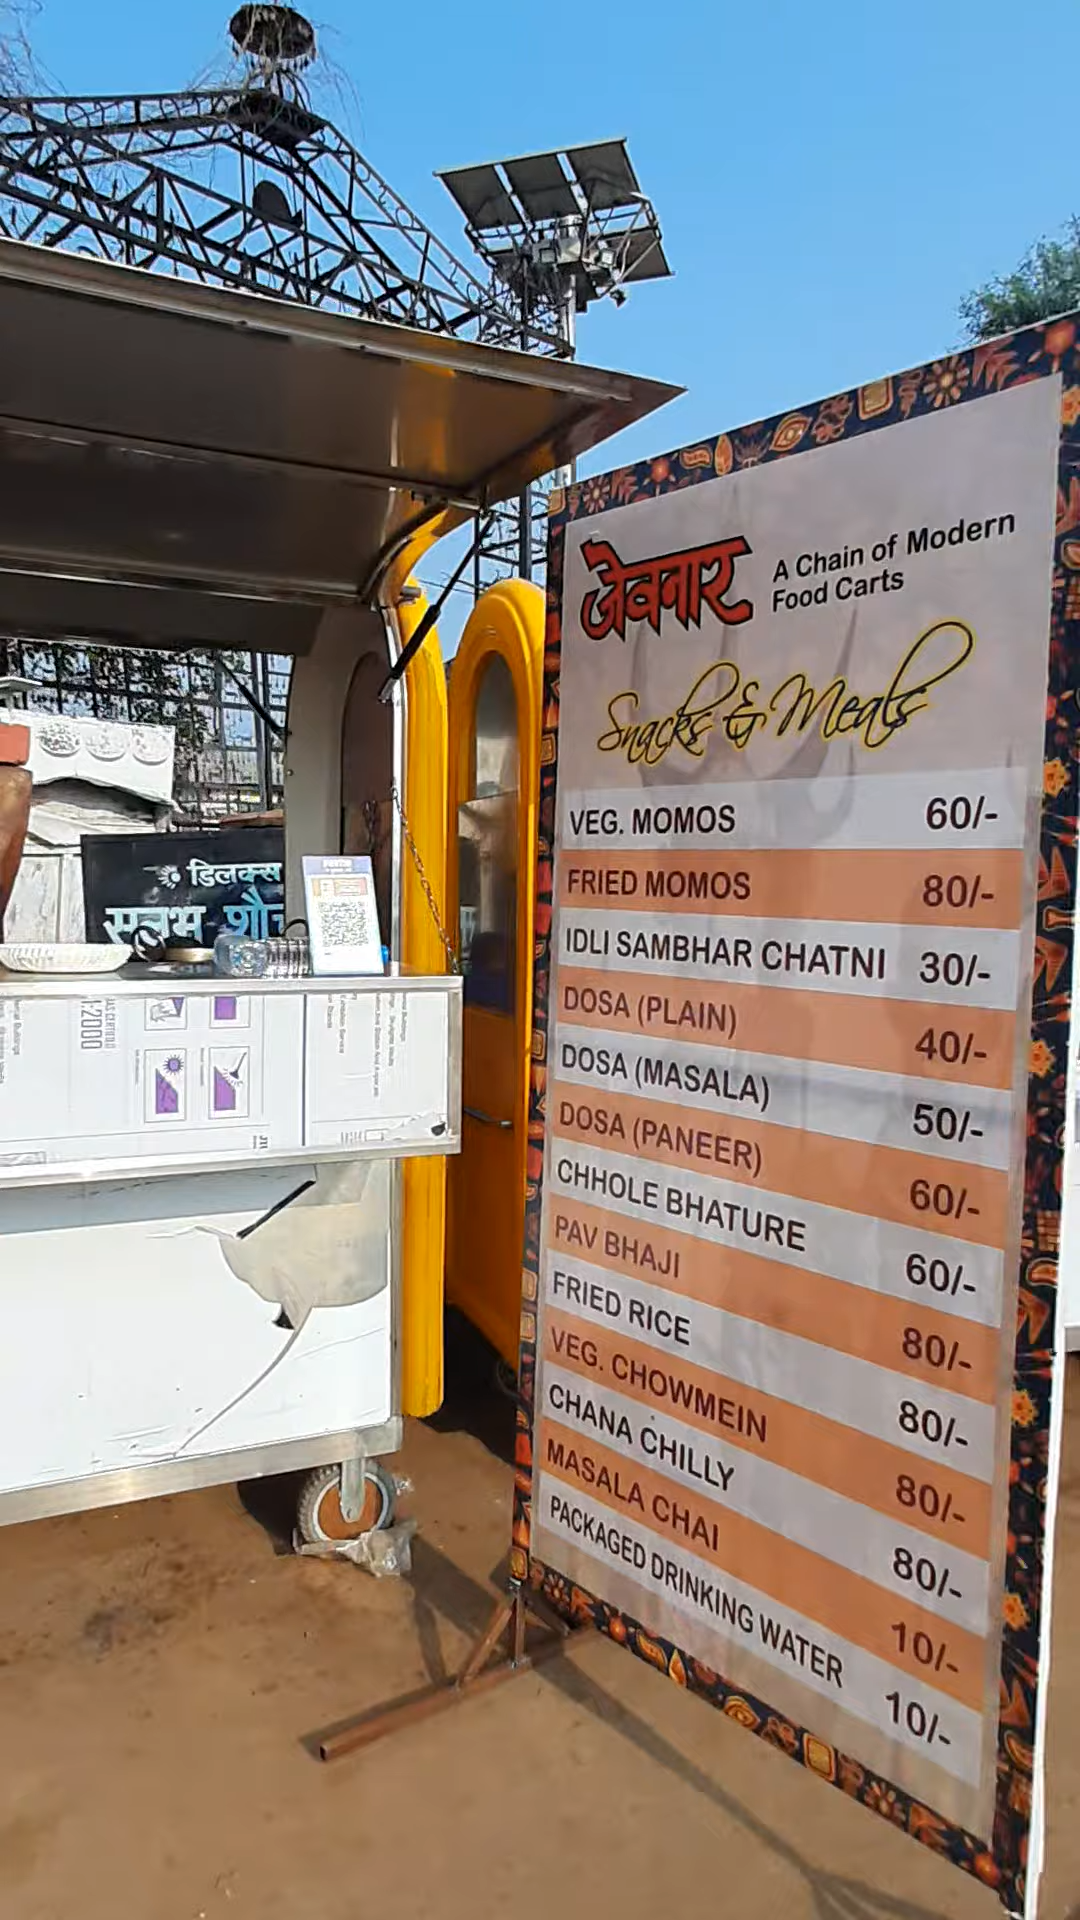 जेवनार
A Chain of Modern
Food Carts
Snacks & Meals
VEG. MOMOS 60/-
FRIED MOMOS 80/-
IDLI SAMBHAR CHATNI 30/-
DOSA (PLAIN) 40/-
DOSA (MASALA) 50/-
DOSA (PANEER) 60/-
CHHOLE BHATURE 60/-
PAV BHAJI 80/-
FRIED RICE 80/-
VEG. CHOWMEIN 80/-
CHANA CHILLY 80/-
MASALA CHAI 10/-
PACKAGED DRINKING WATER 10/-
डिलक्स